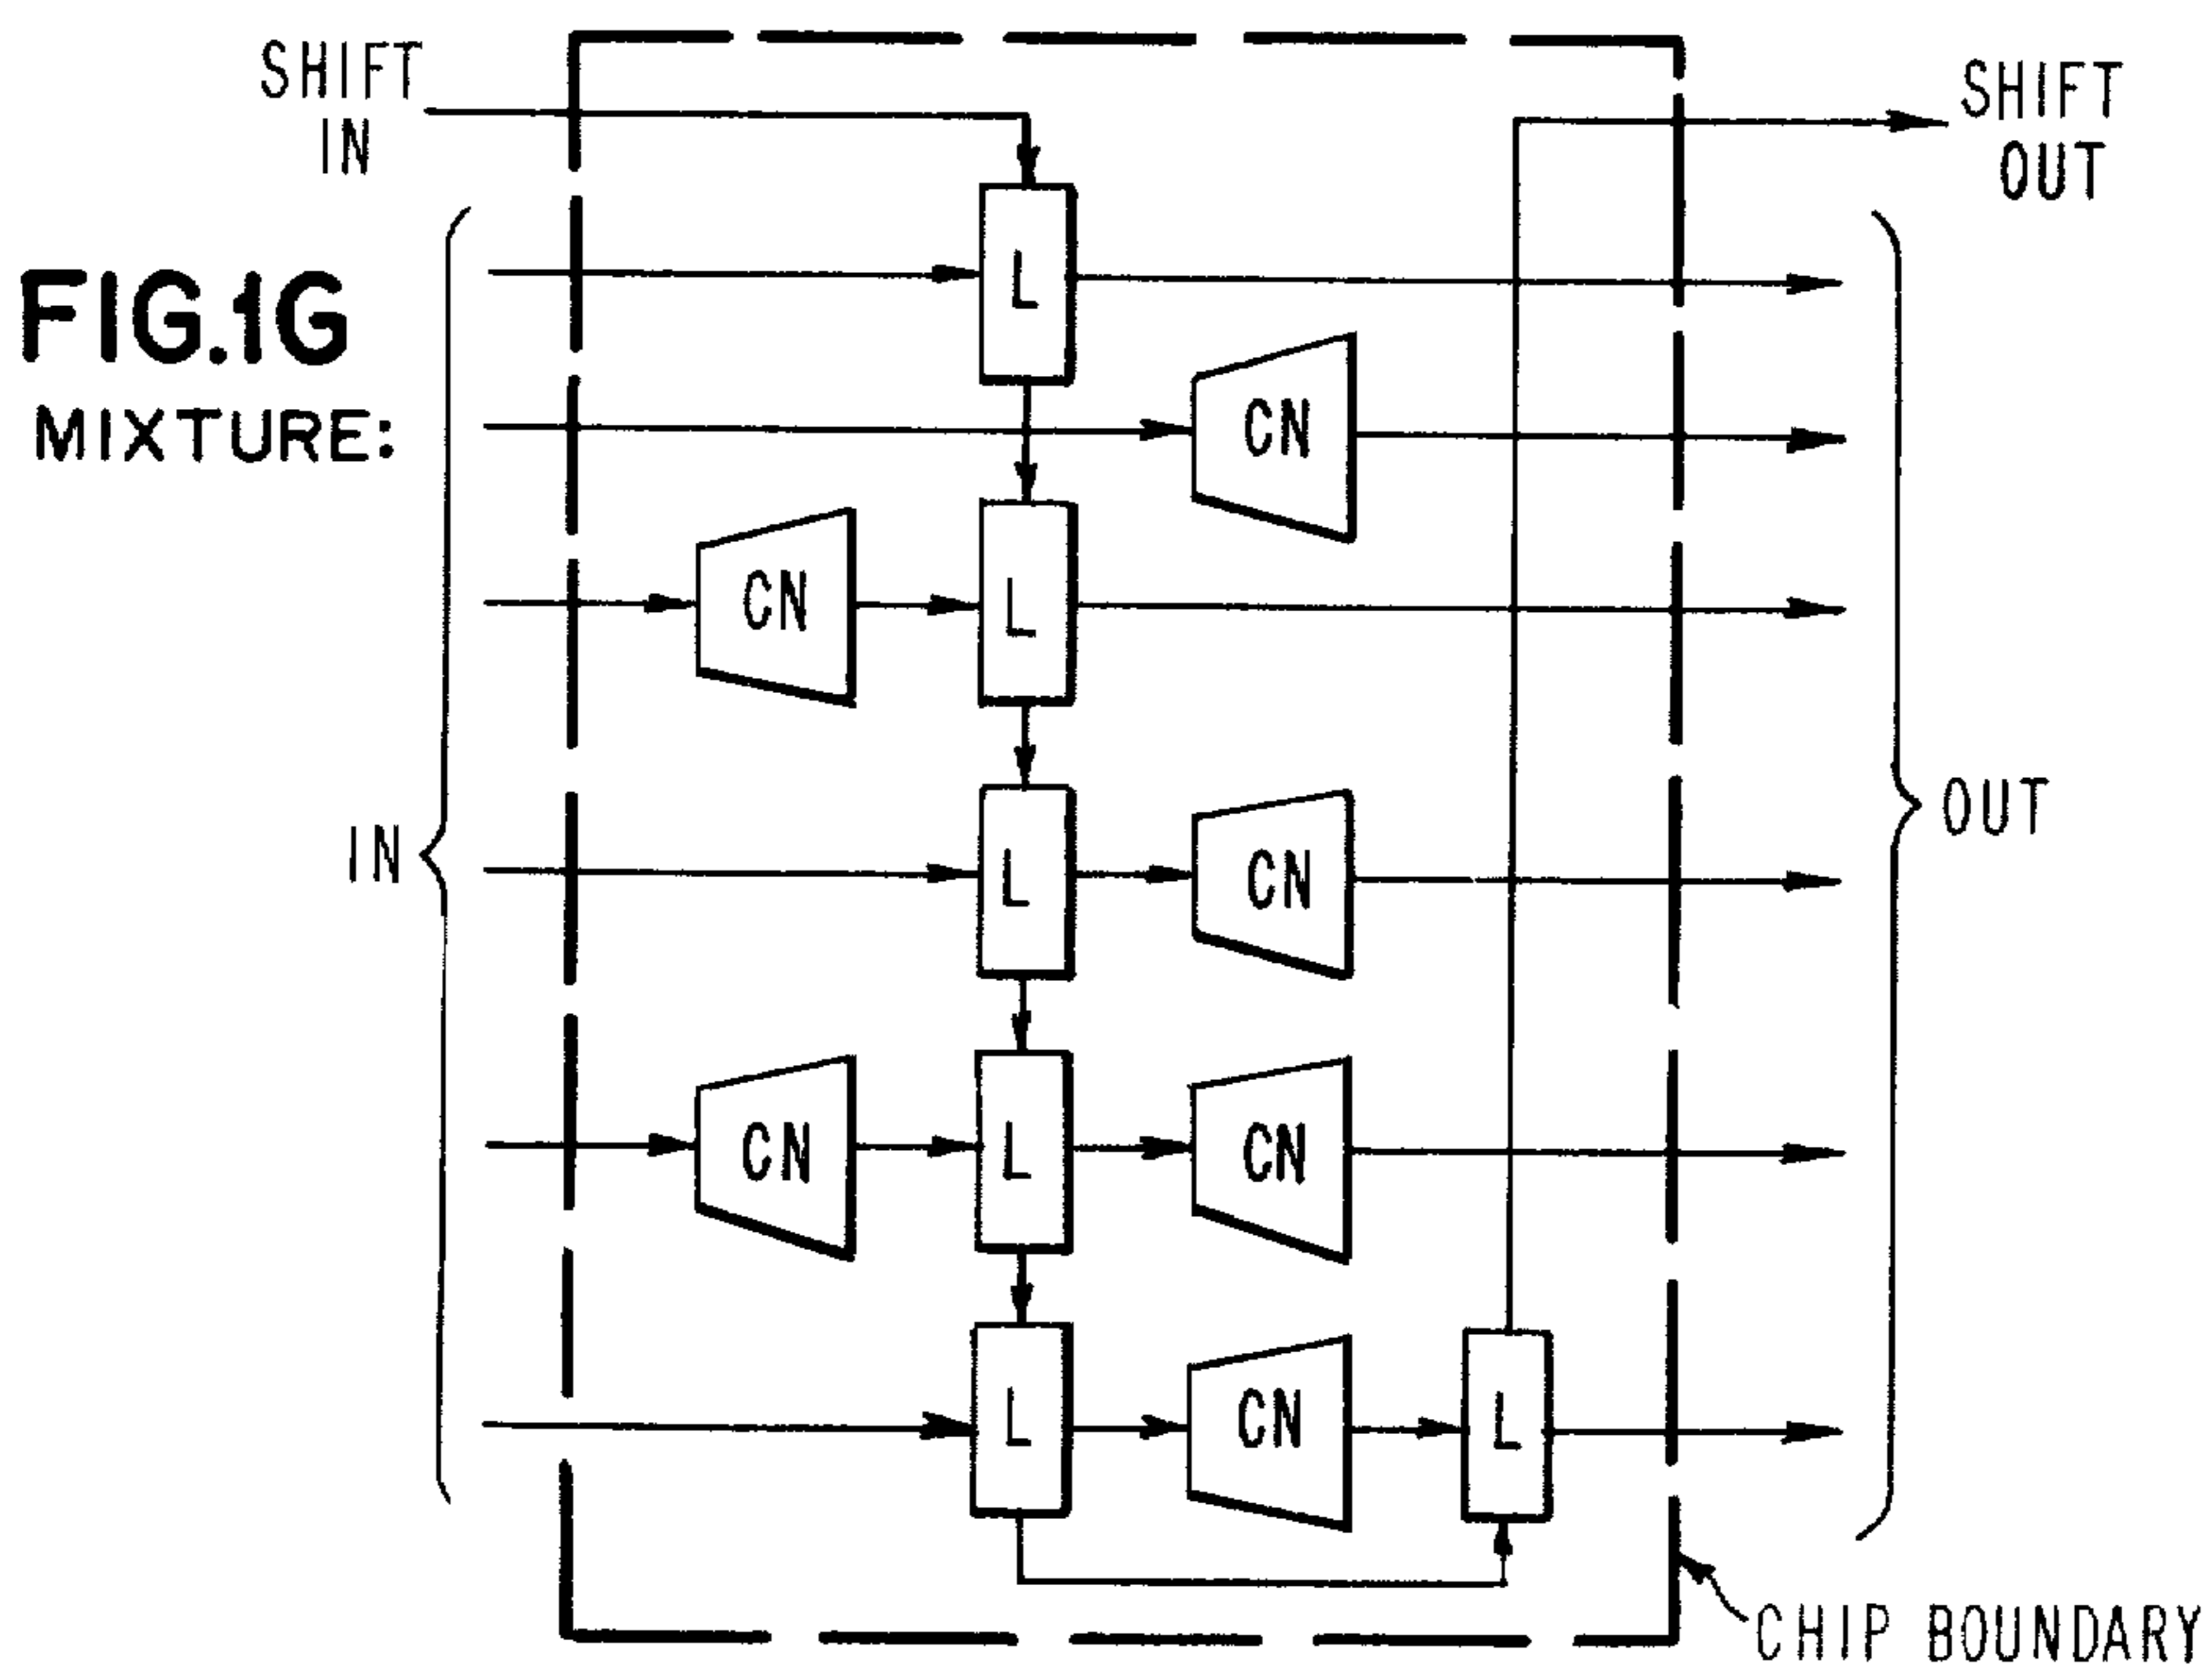 SHIFT
IN
SHIFT
OUT
FIG.1G
MIXTURE:
L
CN
CN
L
IN
L
CN
OUT
CN
L
CN
L
CN
L
CHIP BOUNDARY